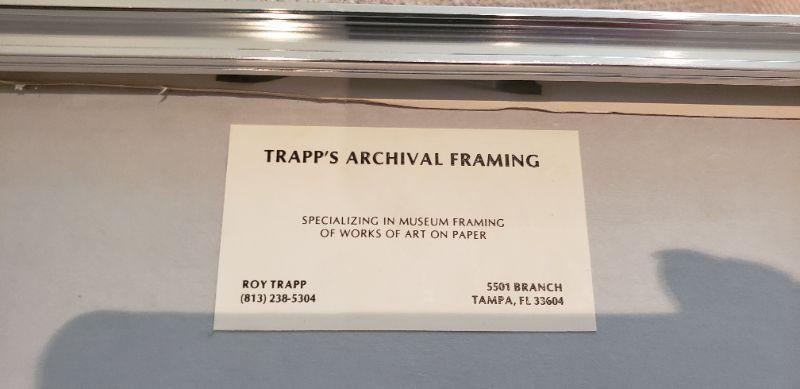 TRAPP'S ARCHIVAL FRAMING
SPECIALIZING IN MUSEUM FRAMING
OF WORKS OF ART ON PAPER
ROY TRAPP
(813) 238-5304
5501 BRANCH
TAMPA, FL 33604